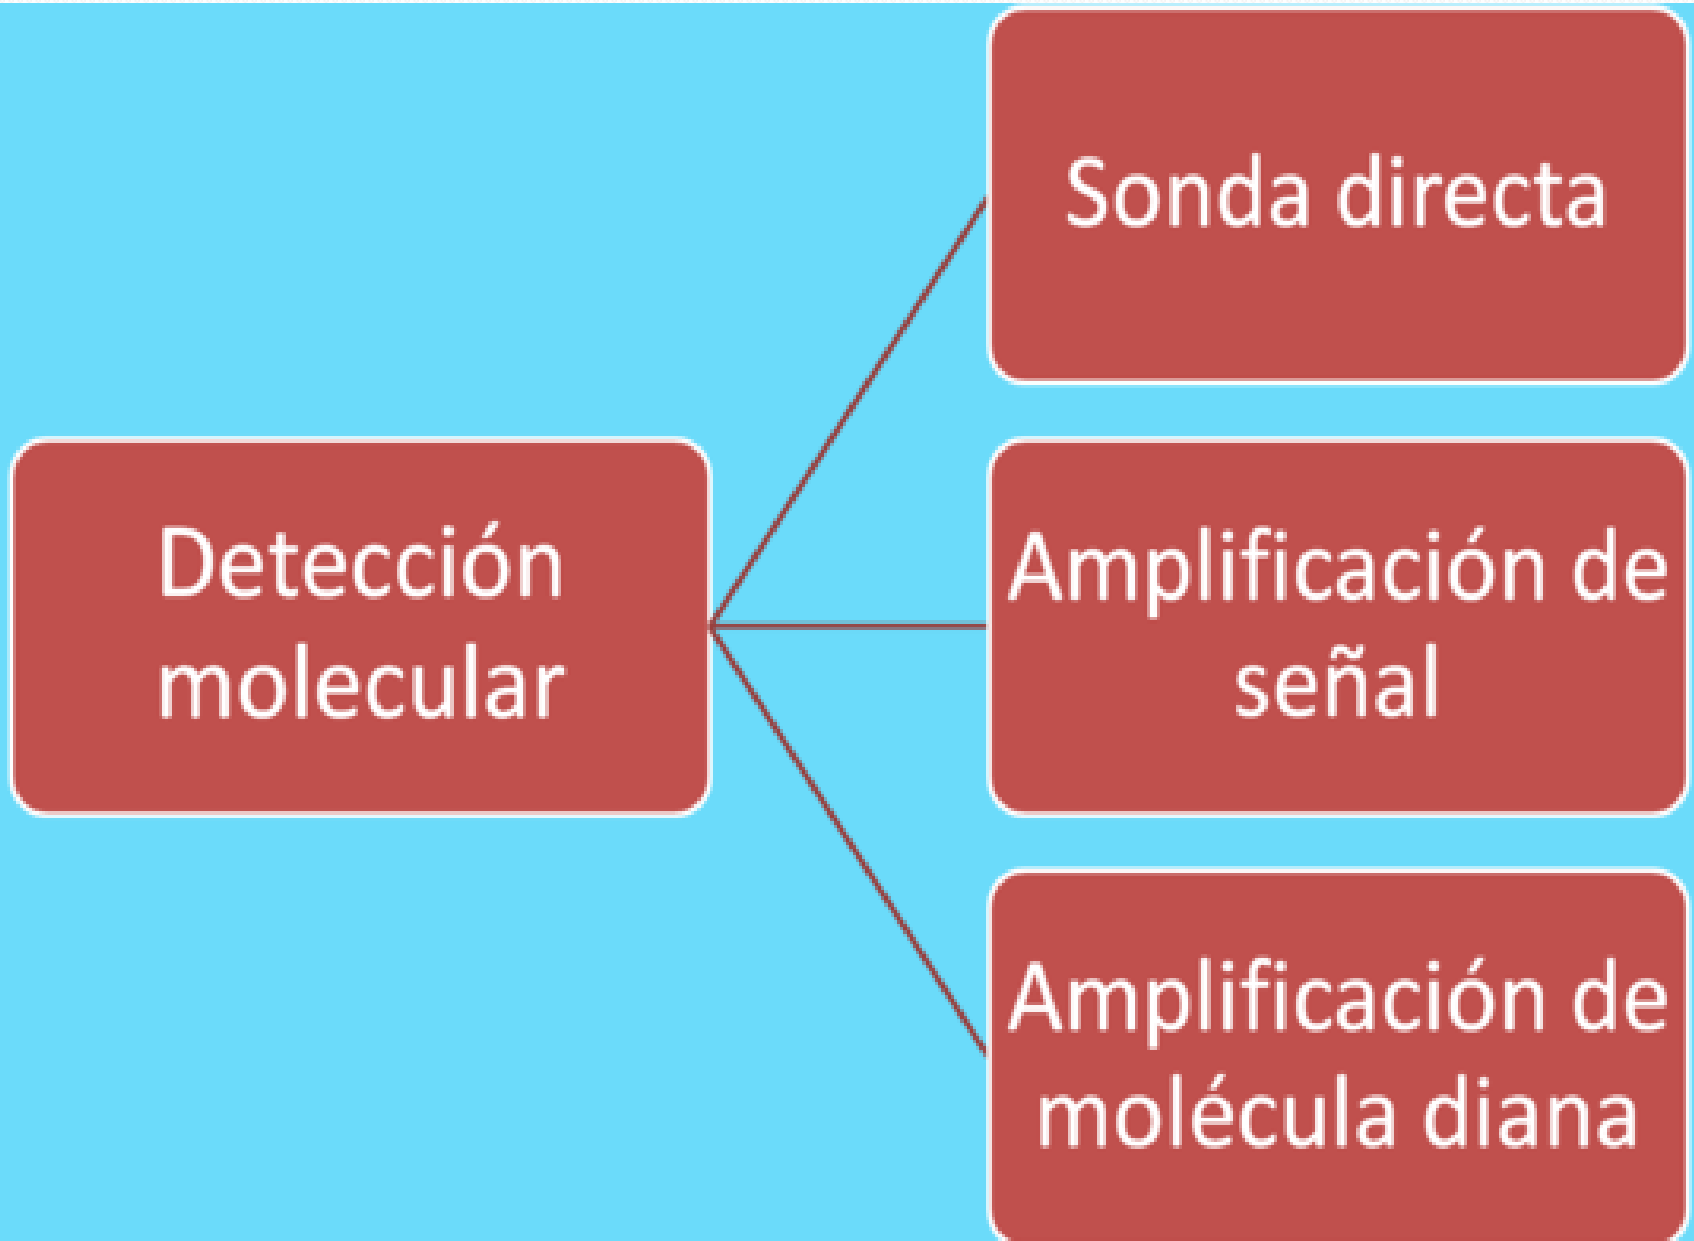 Sonda directa
Detección
molecular
Amplificación de
señal
Amplificación de
molécula diana